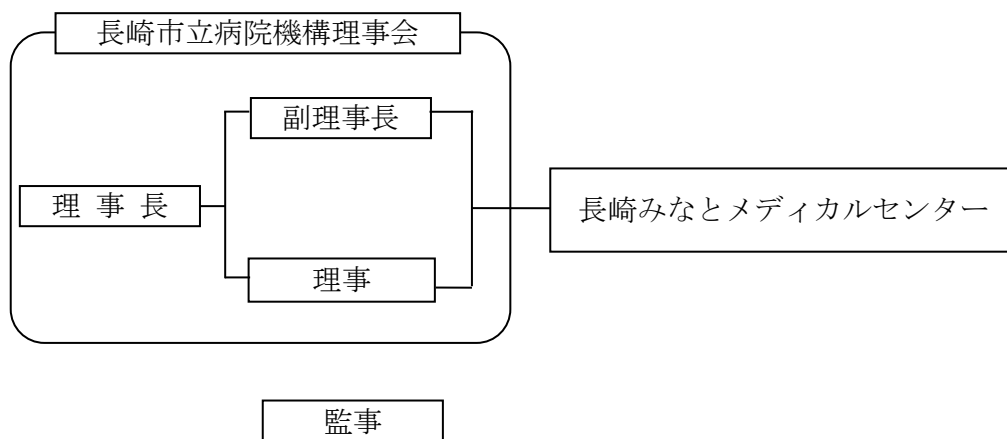 長崎市立病院機構理事会
副理事長
理 事 長
長崎みなとメディカルセンター
理事
監事